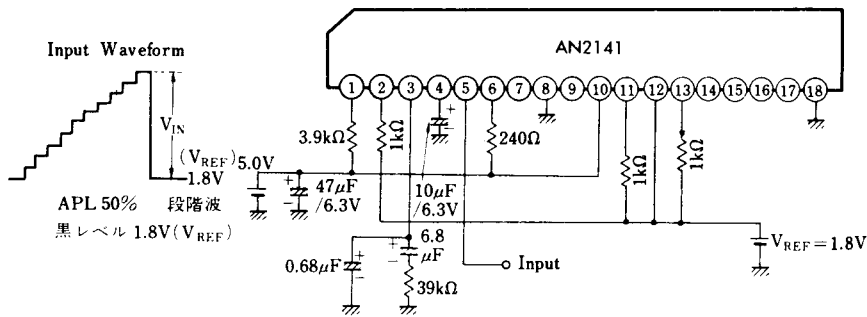 Input Waveform
V_IN
(V_REF)
1.8V
APL 50% 段階波
黒レベル 1.8V(V_REF)
AN2141
1 2 3 4 5 6 7 8 9 10 11 12 13 14 15 16 17 18
3.9kΩ
1kΩ
240Ω
1kΩ
1kΩ
5.0V
47μF
/6.3V
10μF
/6.3V
0.68μF
6.8
μF
39kΩ
Input
V_REF=1.8V